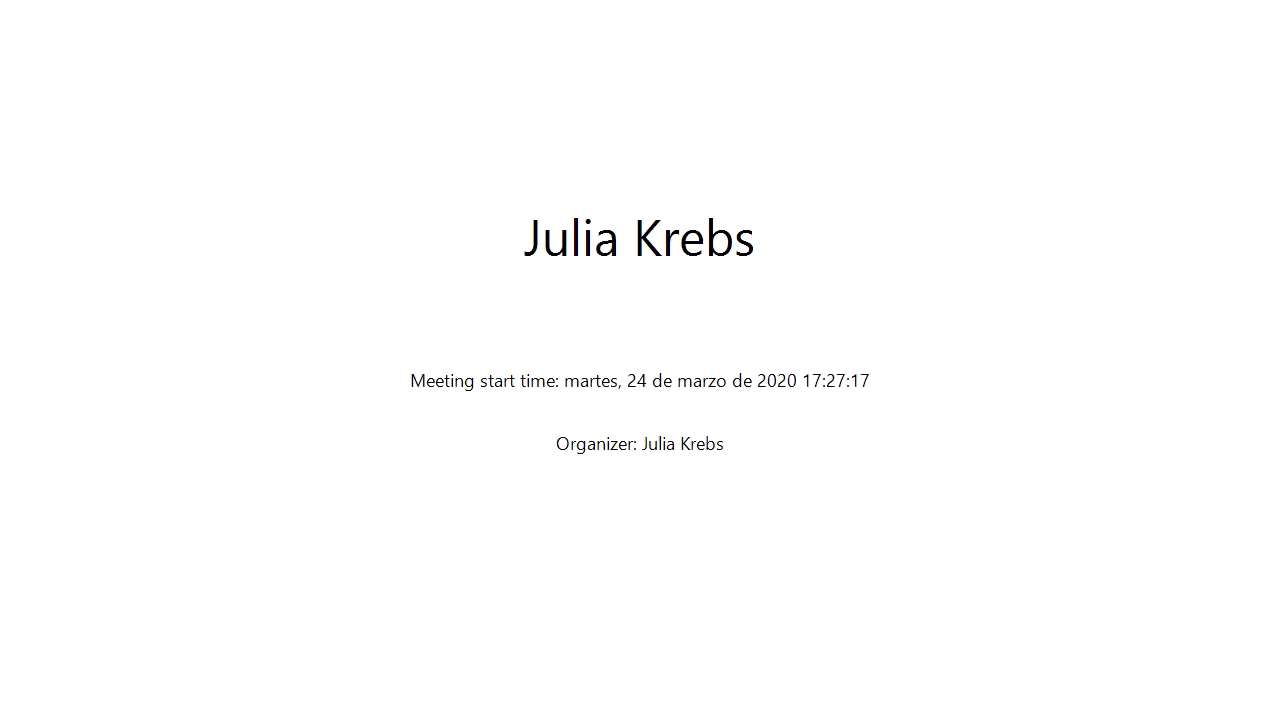 Julia Krebs
Meeting start time: martes, 24 de marzo de 2020 17:27:17
Organizer: Julia Krebs